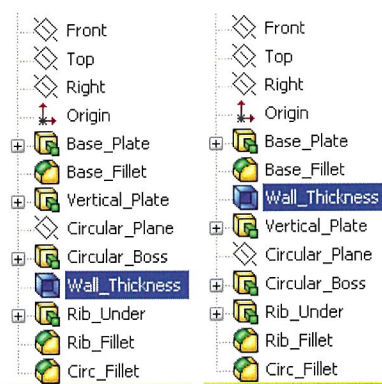 Front
Top
Right
Origin
Base_Plate
Base_Fillet
Vertical_Plate
Circular_Plane
Circular_Boss
Wall_Thickness
Rib_Under
Rib_Fillet
Circ_Fillet
Front
Top
Right
Origin
Base_Plate
Base_Fillet
Wall_Thickness
Vertical_Plate
Circular_Plane
Circular_Boss
Rib_Under
Rib_Fillet
Circ_Fillet